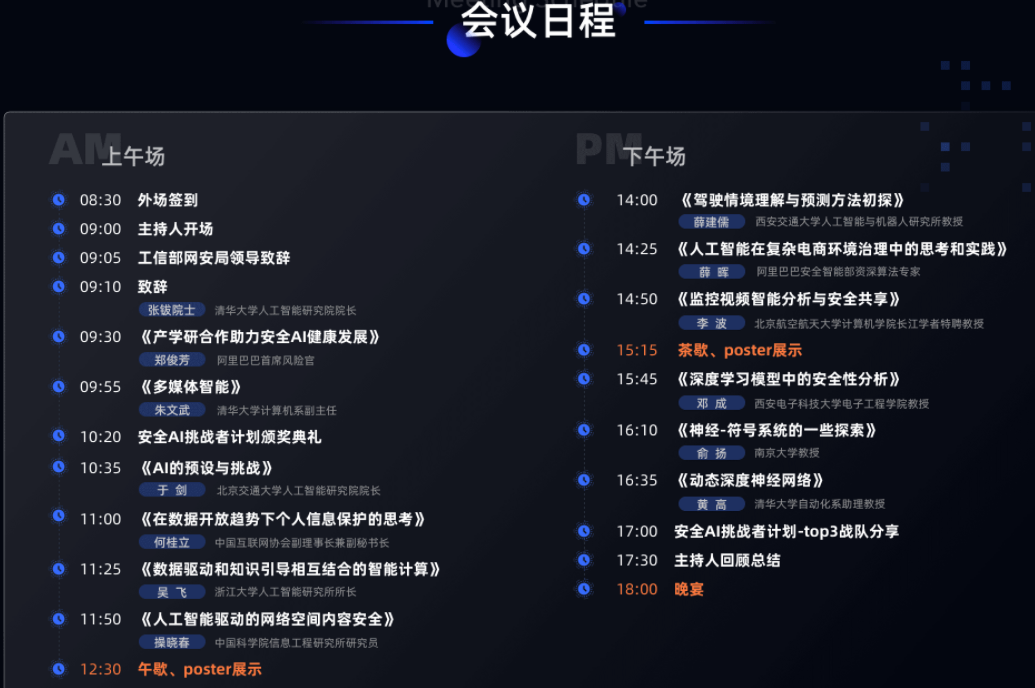 Meeting Schedule
会议日程
AM
上午场
08:30 外场签到
09:00 主持人开场
09:05 工信部网安局领导致辞
09:10 致辞
张钹院士 清华大学人工智能研究院院长
09:30 《产学研合作助力安全AI健康发展》
郑俊芳 阿里巴巴首席风险官
09:55 《多媒体智能》
朱文武 清华大学计算机系副主任
10:20 安全AI挑战者计划颁奖典礼
10:35 《AI的预设与挑战》
于 剑 北京交通大学人工智能研究院院长
11:00 《在数据开放趋势下个人信息保护的思考》
何桂立 中国互联网协会副理事长兼副秘书长
11:25 《数据驱动和知识引导相互结合的智能计算》
吴 飞 浙江大学人工智能研究所所长
11:50 《人工智能驱动的网络空间内容安全》
操晓春 中国科学院信息工程研究所研究员
12:30 午歇、poster展示
PM
下午场
14:00 《驾驶情境理解与预测方法初探》
薛建儒 西安交通大学人工智能与机器人研究所教授
14:25 《人工智能在复杂电商环境治理中的思考和实践》
薛 晖 阿里巴巴安全智能部资深算法专家
14:50 《监控视频智能分析与安全共享》
李 波 北京航空航天大学计算机学院长江学者特聘教授
15:15 茶歇、poster展示
15:45 《深度学习模型中的安全性分析》
邓 成 西安电子科技大学电子工程学院教授
16:10 《神经-符号系统的一些探索》
俞 扬 南京大学教授
16:35 《动态深度神经网络》
黄 高 清华大学自动化系助理教授
17:00 安全AI挑战者计划-top3战队分享
17:30 主持人回顾总结
18:00 晚宴